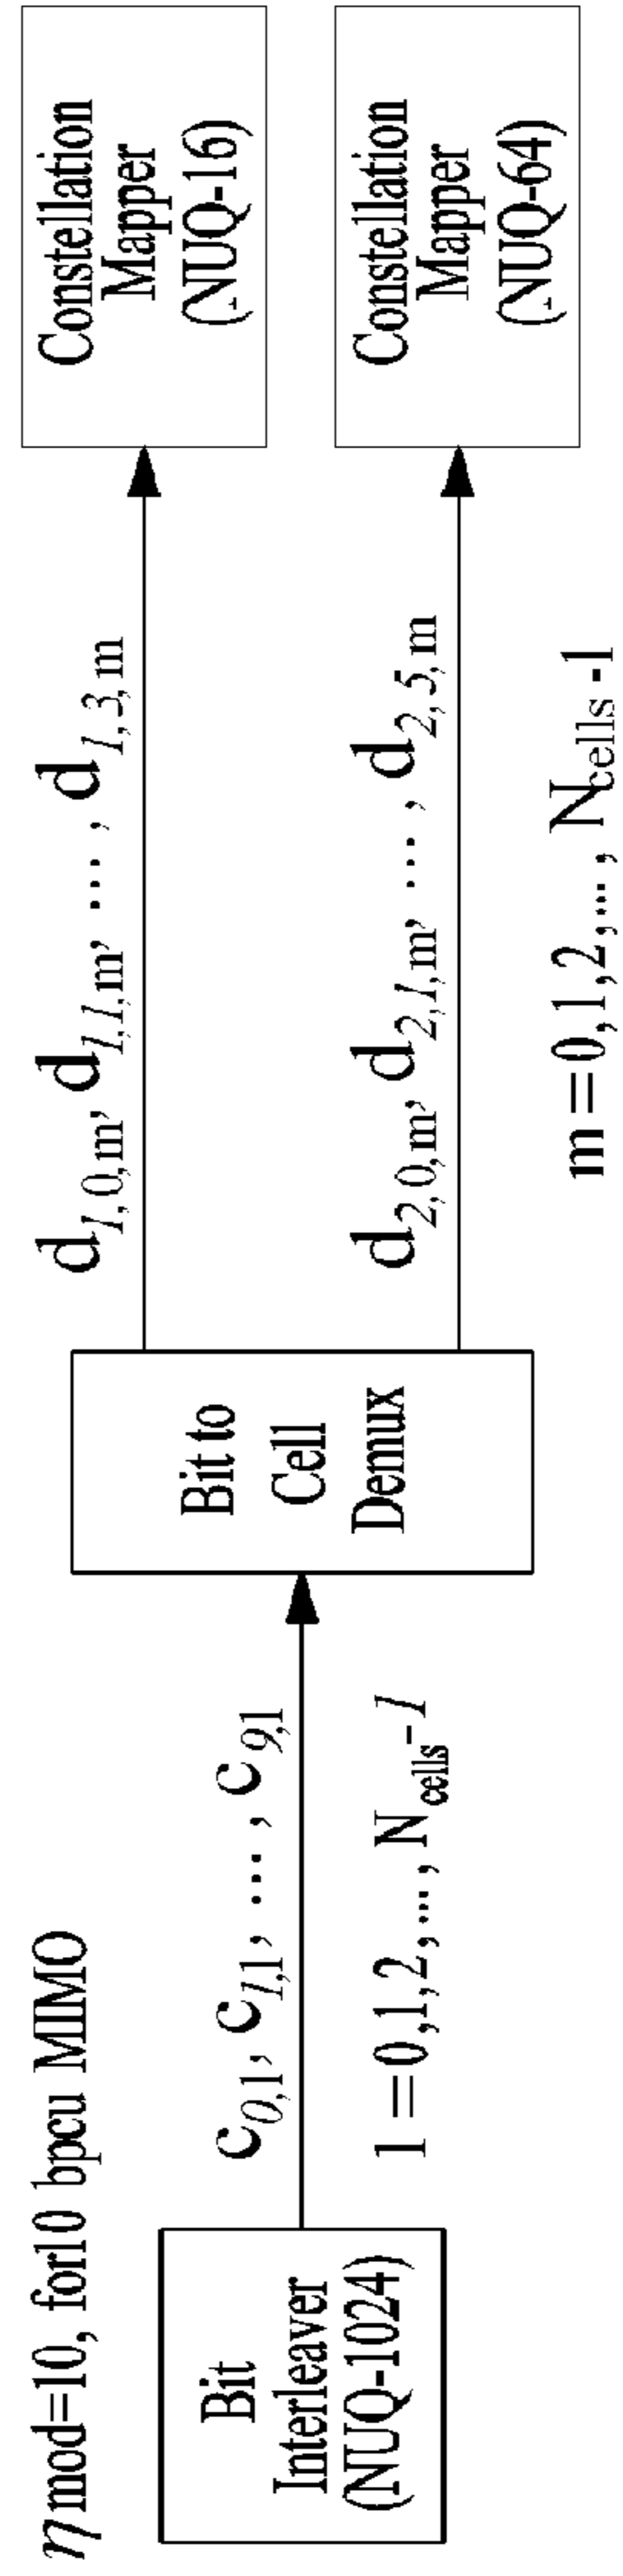 η mod=10, for10 bpcu MIMO
Bit
Interleaver
(NUQ-1024)
c0,1, c1,1, ..., c9,1
1 =0,1,2,..., Ncells-1
Bit to
Cell
Demux
d1,0,m, d1,1,m, ..., d1,3,m
d2,0,m, d2,1,m, ..., d2,5,m
m=0,1,2,..., Ncells-1
Constellation
Mapper
(NUQ-16)
Constellation
Mapper
(NUQ-64)